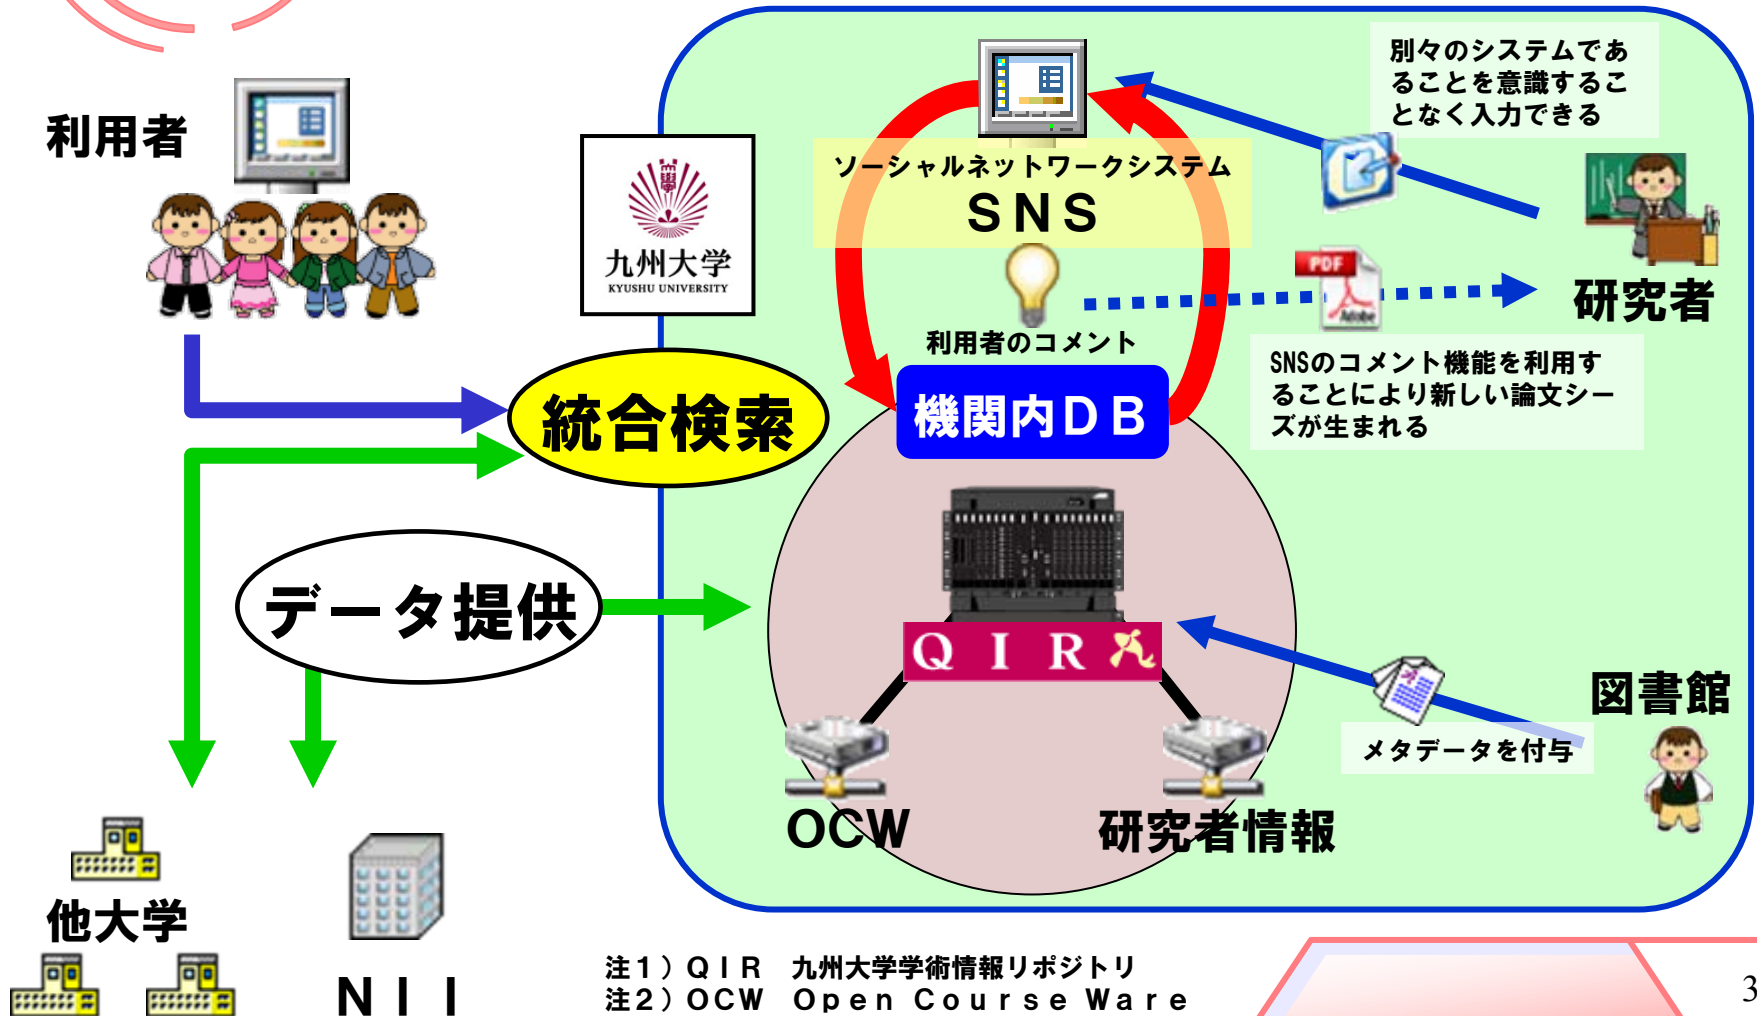 利用者
九州大学
KYUSHU UNIVERSITY
ソーシャルネットワークシステム
ＳＮＳ
別々のシステムであ
ることを意識するこ
となく入力できる
PDF
Adobe
研究者
利用者のコメント
SNSのコメント機能を利用す
ることにより新しい論文シー
ズが生まれる
統合検索
機関内ＤＢ
データ提供
ＱＩＲ
図書館
メタデータを付与
OCW
研究者情報
他大学
ＮＩＩ
注１）ＱＩＲ　九州大学学術情報リポジトリ
注２）OCW　Ｏｐｅｎ Ｃｏｕｒｓｅ Ｗａｒｅ
3